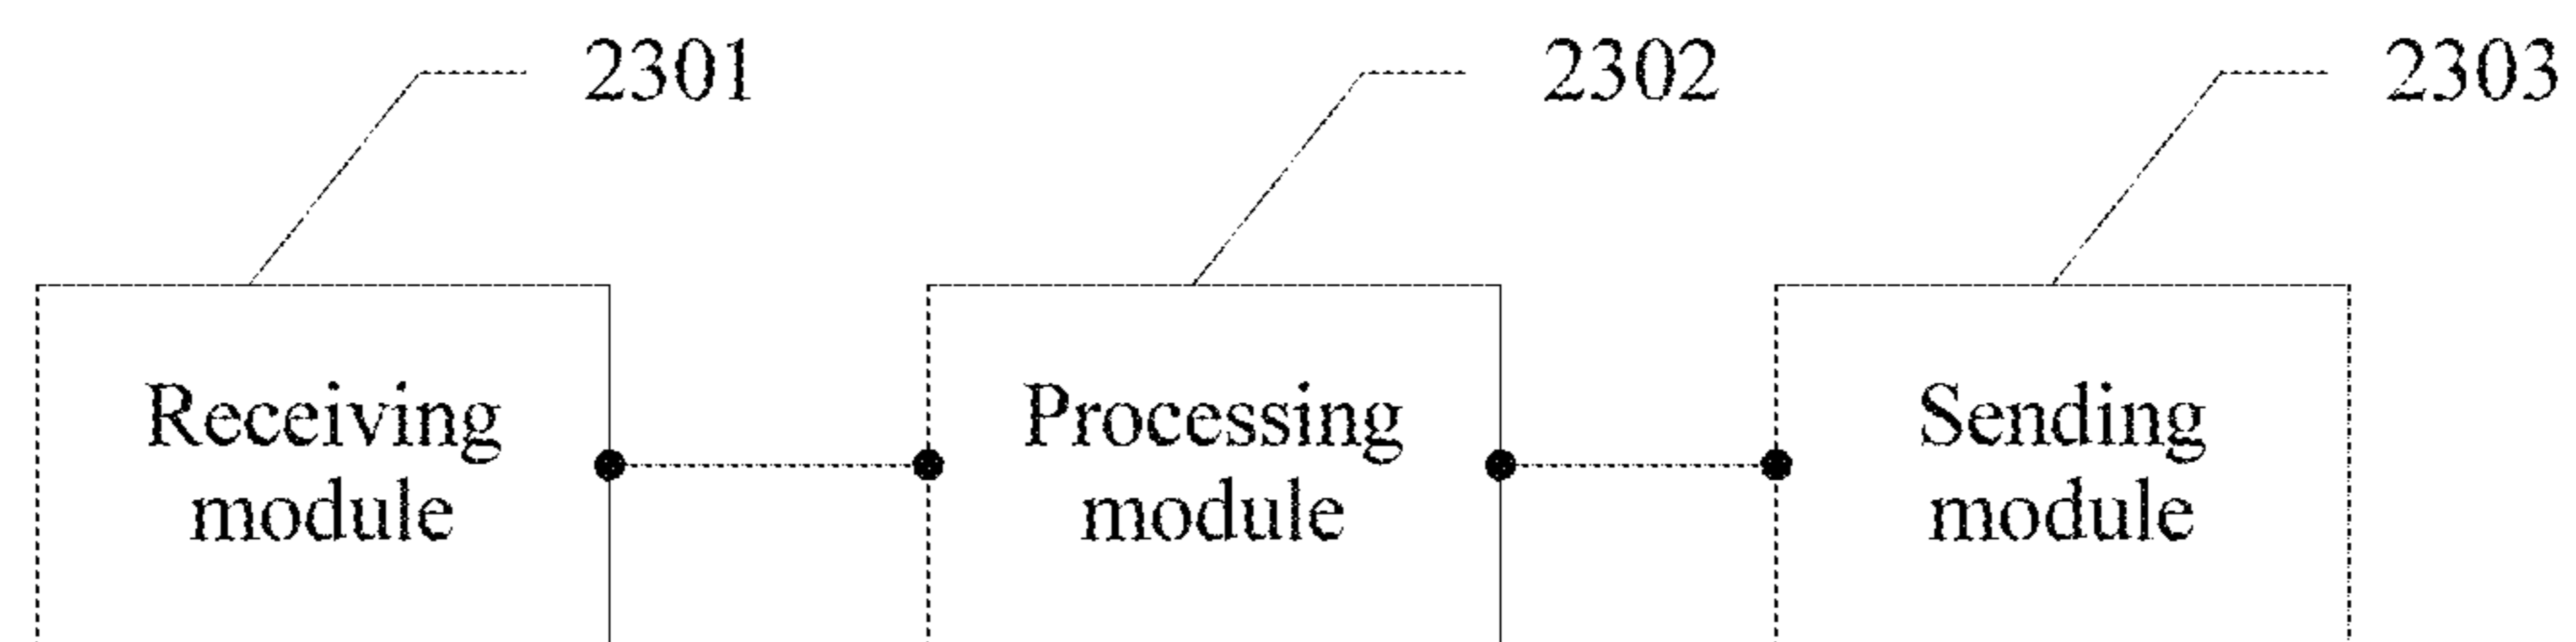 2301
2302
2303
Receiving
module
Processing
module
Sending
module